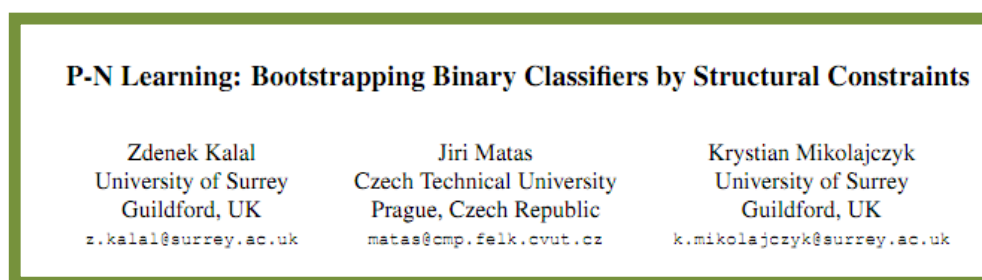 P-N Learning: Bootstrapping Binary Classifiers by Structural Constraints
Zdenek Kalal
University of Surrey
Guildford, UK
z.kalal@surrey.ac.uk
Jiri Matas
Czech Technical University
Prague, Czech Republic
matas@cmp.felk.cvut.cz
Krystian Mikolajczyk
University of Surrey
Guildford, UK
k.mikolajczyk@surrey.ac.uk